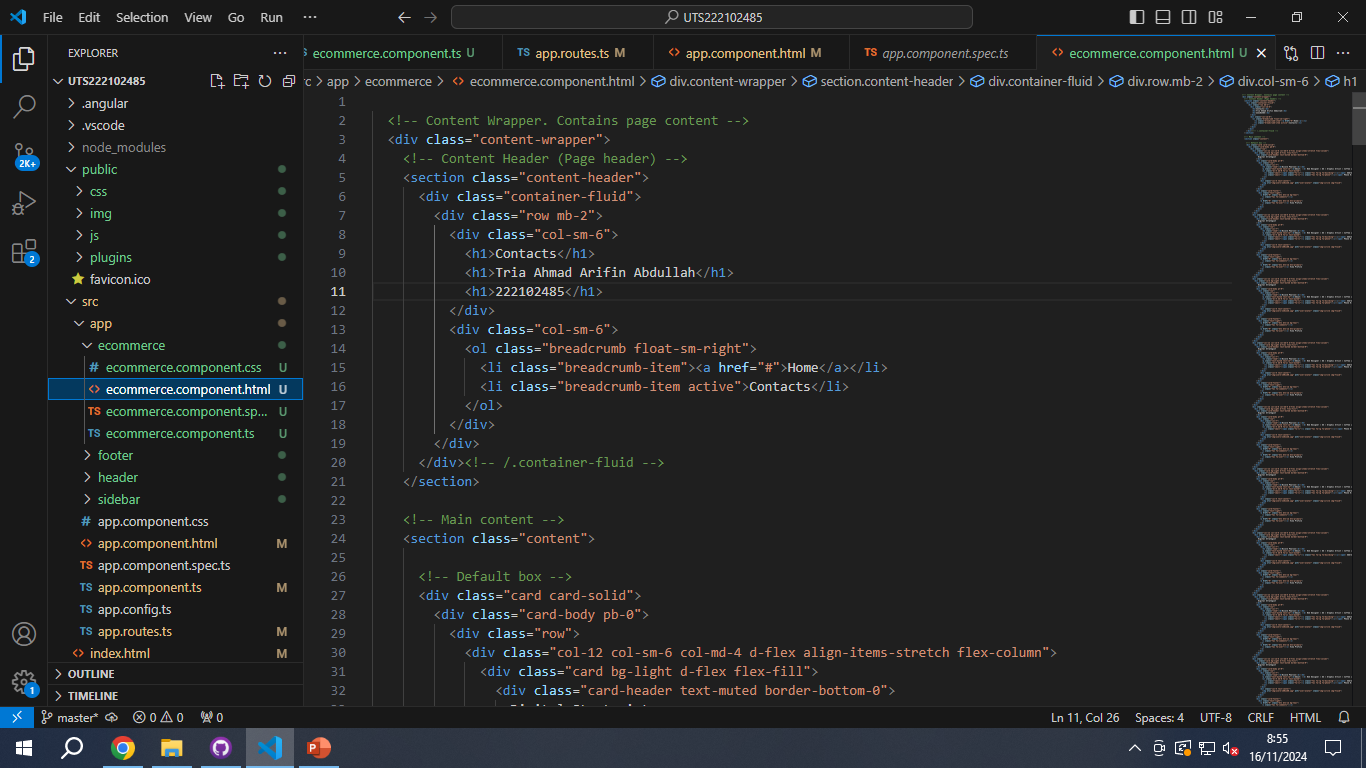 File Edit Selection View Go Run ··· UTS222102485
EXPLORER ···
ecommerce.component.ts U
app.routes.ts M
app.component.html M
app.component.spec.ts
ecommerce.component.html U
app > ecommerce > ecommerce.component.html > div.content-wrapper > section.content-header > div.container-fluid > div.row.mb-2 > div.col-sm-6 > h1
UTS222102485
.angular
.vscode
node_modules
public
css
img
js
plugins
favicon.ico
src
app
ecommerce
ecommerce.component.css U
ecommerce.component.html U
ecommerce.component.sp... U
ecommerce.component.ts U
footer
header
sidebar
app.component.css
app.component.html M
app.component.spec.ts
app.component.ts M
app.config.ts
app.routes.ts M
index.html M
OUTLINE
TIMELINE
2K+
2
1
1
2 <!-- Content Wrapper. Contains page content -->
3 <div class="content-wrapper">
4 <!-- Content Header (Page header) -->
5 <section class="content-header">
6 <div class="container-fluid">
7 <div class="row mb-2">
8 <div class="col-sm-6">
9 <h1>Contacts</h1>
10 <h1>Tria Ahmad Arifin Abdullah</h1>
11 <h1>222102485</h1>
12 </div>
13 <div class="col-sm-6">
14 <ol class="breadcrumb float-sm-right">
15 <li class="breadcrumb-item"><a href="#">Home</a></li>
16 <li class="breadcrumb-item active">Contacts</li>
17 </ol>
18 </div>
19 </div>
20 </div><!-- /.container-fluid -->
21 </section>
22
23 <!-- Main content -->
24 <section class="content">
25
26 <!-- Default box -->
27 <div class="card card-solid">
28 <div class="card-body pb-0">
29 <div class="row">
30 <div class="col-12 col-sm-6 col-md-4 d-flex align-items-stretch flex-column">
31 <div class="card bg-light d-flex flex-fill">
32 <div class="card-header text-muted border-bottom-0">
master* 0 0 0
Ln 11, Col 26 Spaces: 4 UTF-8 CRLF HTML
8:55
16/11/2024